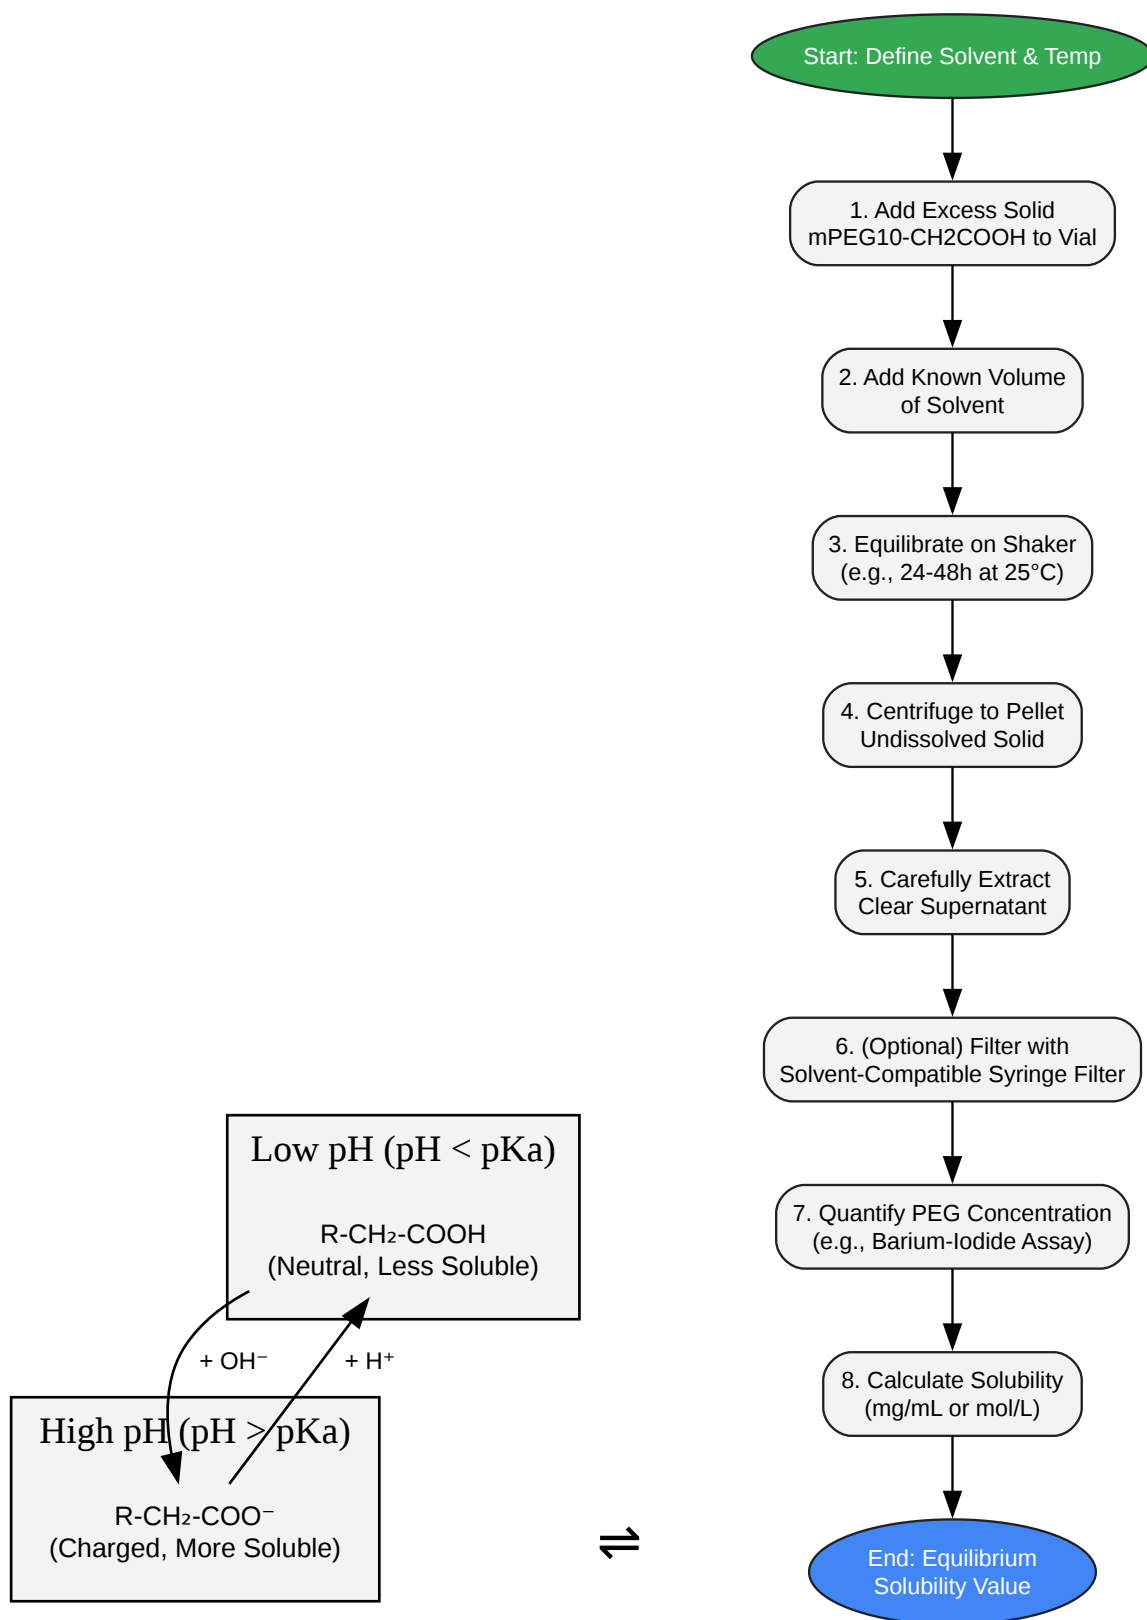 Start: Define Solvent & Temp
1. Add Excess Solid
mPEG10-CH2COOH to Vial
2. Add Known Volume
of Solvent
3. Equilibrate on Shaker
(e.g., 24-48h at 25°C)
4. Centrifuge to Pellet
Undissolved Solid
5. Carefully Extract
Clear Supernatant
6. (Optional) Filter with
Solvent-Compatible Syringe Filter
7. Quantify PEG Concentration
(e.g., Barium-Iodide Assay)
8. Calculate Solubility
(mg/mL or mol/L)
End: Equilibrium
Solubility Value
Low pH (pH < pKa)
R-CH₂-COOH
(Neutral, Less Soluble)
+ OH⁻
+ H⁺
High pH (pH > pKa)
R-CH₂-COO⁻
(Charged, More Soluble)
⇌